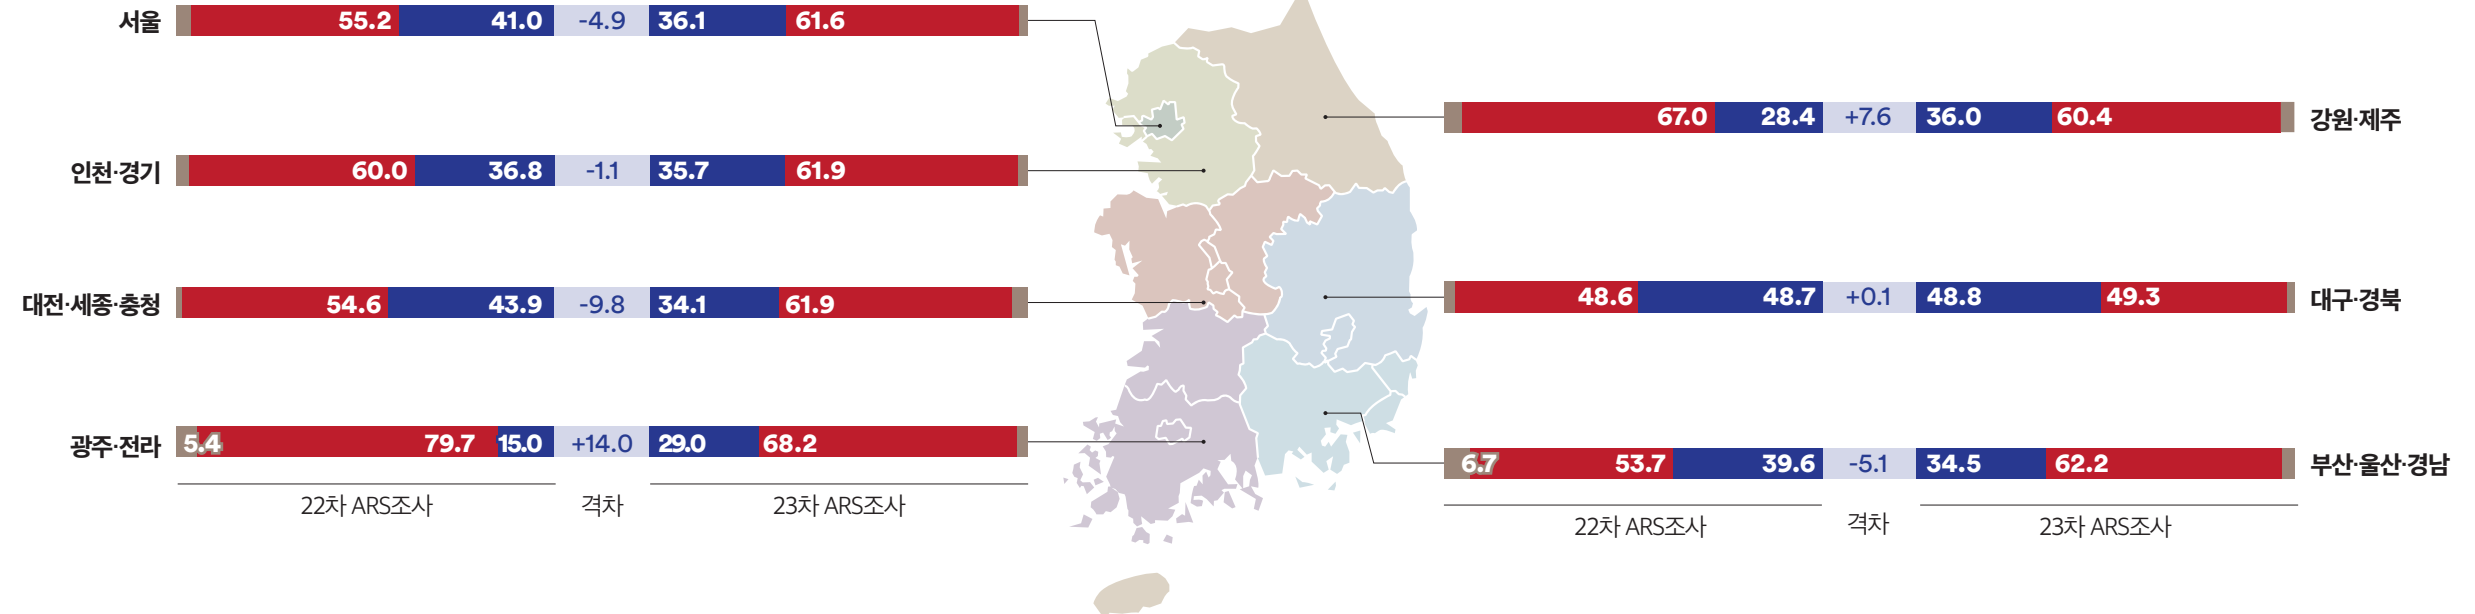 서울 55.2 41.0 -4.9 36.1 61.6
인천·경기 60.0 36.8 -1.1 35.7 61.9
대전·세종·충청 54.6 43.9 -9.8 34.1 61.9
광주·전라 5.4 79.7 15.0 +14.0 29.0 68.2
22차 ARS조사 격차 23차 ARS조사
67.0 28.4 +7.6 36.0 60.4 강원·제주
48.6 48.7 +0.1 48.8 49.3 대구·경북
6.7 53.7 39.6 -5.1 34.5 62.2 부산·울산·경남
22차 ARS조사 격차 23차 ARS조사